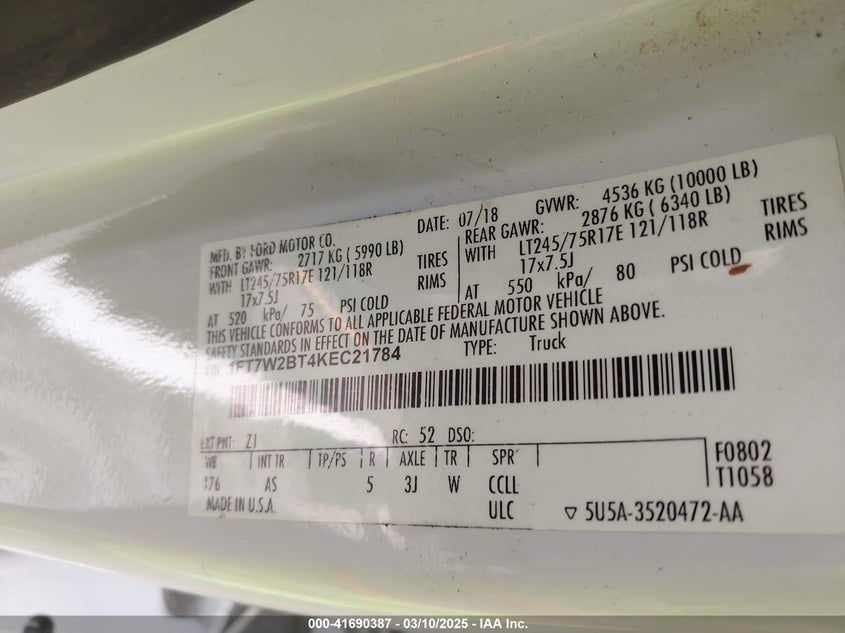 MFD. BY FORD MOTOR CO. DATE: 07/18 GVWR: 4536 KG (10000 LB)
FRONT GAWR: 2717 KG ( 5990 LB) REAR GAWR: 2876 KG ( 6340 LB)
WITH LT245/75R17E 121/118R TIRES WITH LT245/75R17E 121/118R TIRES
17x7.5J RIMS 17x7.5J RIMS
AT 520 kPa/ 75 PSI COLD AT 550 kPa/ 80 PSI COLD
THIS VEHICLE CONFORMS TO ALL APPLICABLE FEDERAL MOTOR VEHICLE
SAFETY STANDARDS IN EFFECT ON THE DATE OF MANUFACTURE SHOWN ABOVE.
VIN: 1FT7W2BT4KEC21784 TYPE: Truck
EXT PNT: Z1 RC: 52 DSO:
WB INT TR TP/PS R AXLE TR SPR F0802
176 AS 5 3J W CCLL T1058
MADE IN U.S.A. ULC ▽ 5U5A-3520472-AA
000-41690387 - 03/10/2025 - IAA Inc.